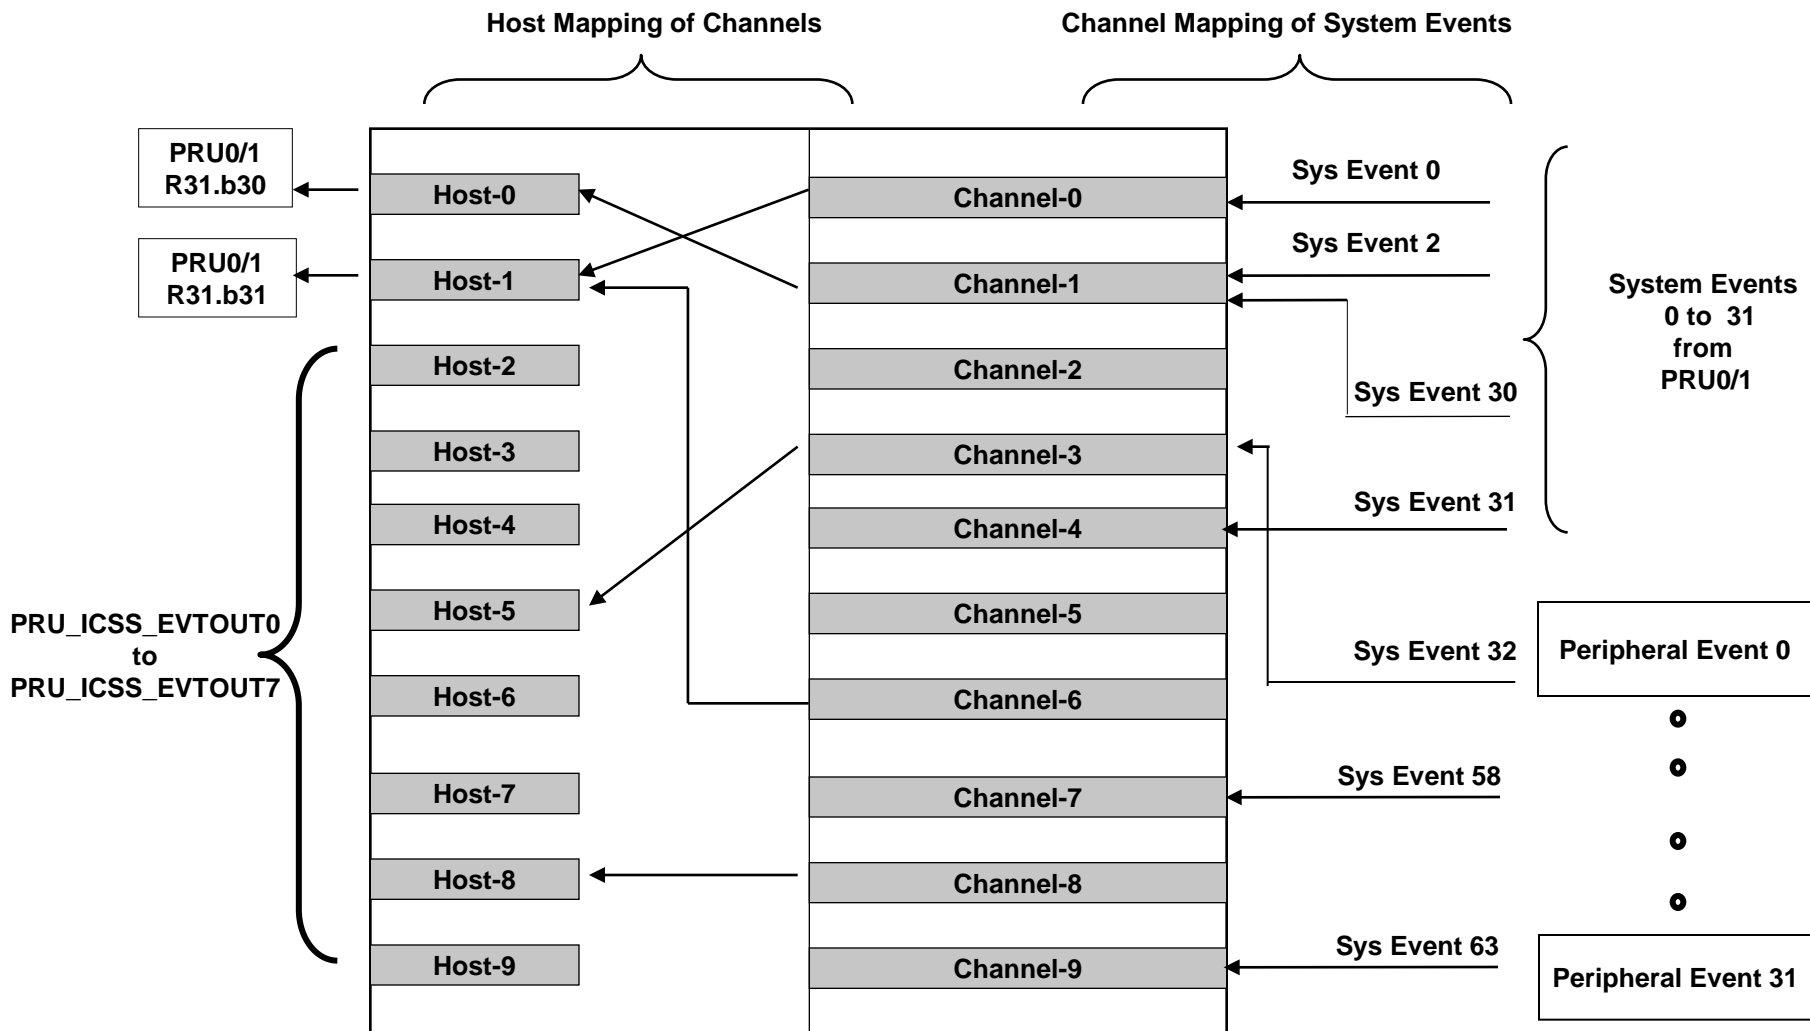 Host Mapping of Channels
Channel Mapping of System Events
PRU0/1
R31.b30
PRU0/1
R31.b31
PRU_ICSS_EVTOUT0
to
PRU_ICSS_EVTOUT7
Host-0
Host-1
Host-2
Host-3
Host-4
Host-5
Host-6
Host-7
Host-8
Host-9
Channel-0
Channel-1
Channel-2
Channel-3
Channel-4
Channel-5
Channel-6
Channel-7
Channel-8
Channel-9
Sys Event 0
Sys Event 2
Sys Event 30
Sys Event 31
Sys Event 32
Sys Event 58
Sys Event 63
System Events
0 to 31
from
PRU0/1
Peripheral Event 0
Peripheral Event 31